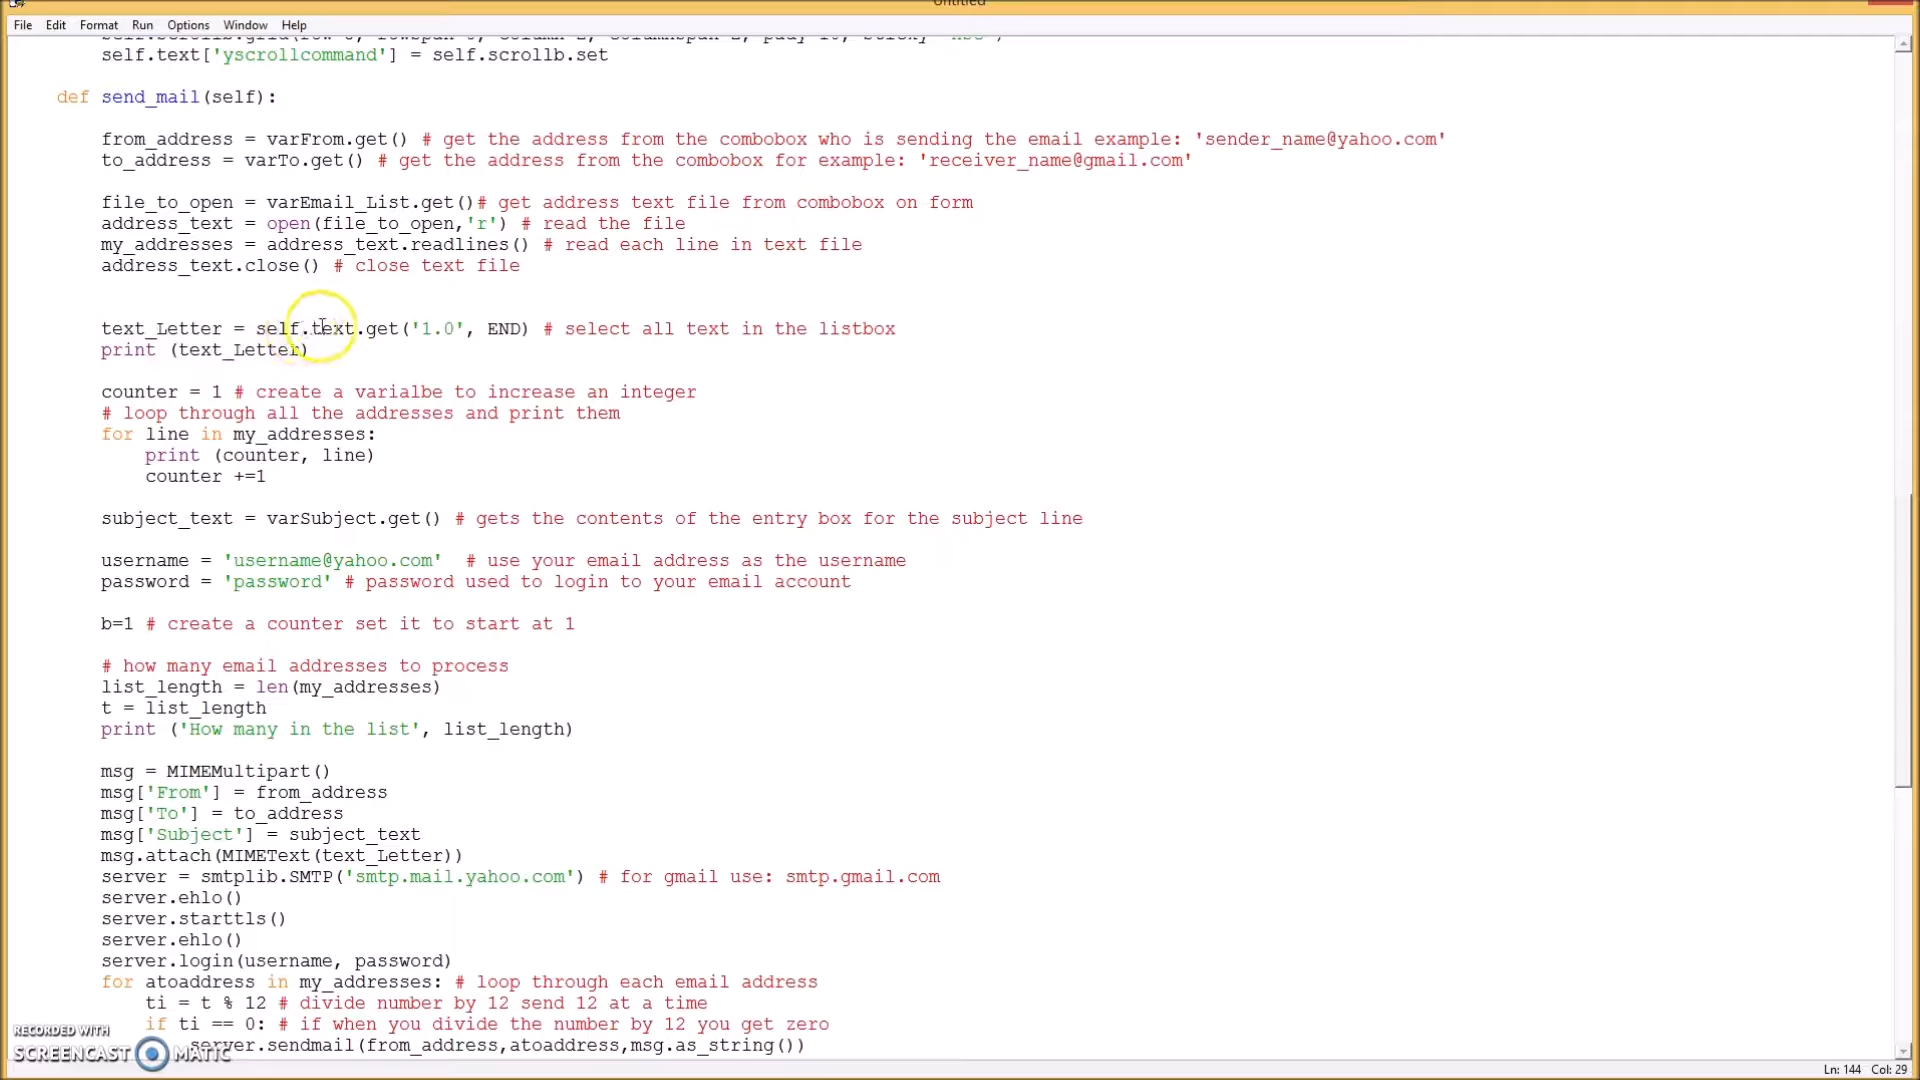 Untitled
File Edit Format Run Options Window Help
self.text['yscrollcommand'] = self.scrollb.set
def send_mail(self):
from_address = varFrom.get() # get the address from the combobox who is sending the email example: 'sender_name@yahoo.com'
to_address = varTo.get() # get the address from the combobox for example: 'receiver_name@gmail.com'
file_to_open = varEmail_List.get()# get address text file from combobox on form
address_text = open(file_to_open,'r') # read the file
my_addresses = address_text.readlines() # read each line in text file
address_text.close() # close text file
text_Letter = self.text.get('1.0', END) # select all text in the listbox
print (text_Letter)
counter = 1 # create a varialbe to increase an integer
# loop through all the addresses and print them
for line in my_addresses:
print (counter, line)
counter +=1
subject_text = varSubject.get() # gets the contents of the entry box for the subject line
username = 'username@yahoo.com' # use your email address as the username
password = 'password' # password used to login to your email account
b=1 # create a counter set it to start at 1
# how many email addresses to process
list_length = len(my_addresses)
t = list_length
print ('How many in the list', list_length)
msg = MIMEMultipart()
msg['From'] = from_address
msg['To'] = to_address
msg['Subject'] = subject_text
msg.attach(MIMEText(text_Letter))
server = smtplib.SMTP('smtp.mail.yahoo.com') # for gmail use: smtp.gmail.com
server.ehlo()
server.starttls()
server.ehlo()
server.login(username, password)
for atoaddress in my_addresses: # loop through each email address
ti = t % 12 # divide number by 12 send 12 at a time
if ti == 0: # if when you divide the number by 12 you get zero
server.sendmail(from_address,atoaddress,msg.as_string())
RECORDED WITH
SCREENCAST MATIC
Ln: 144 Col: 29